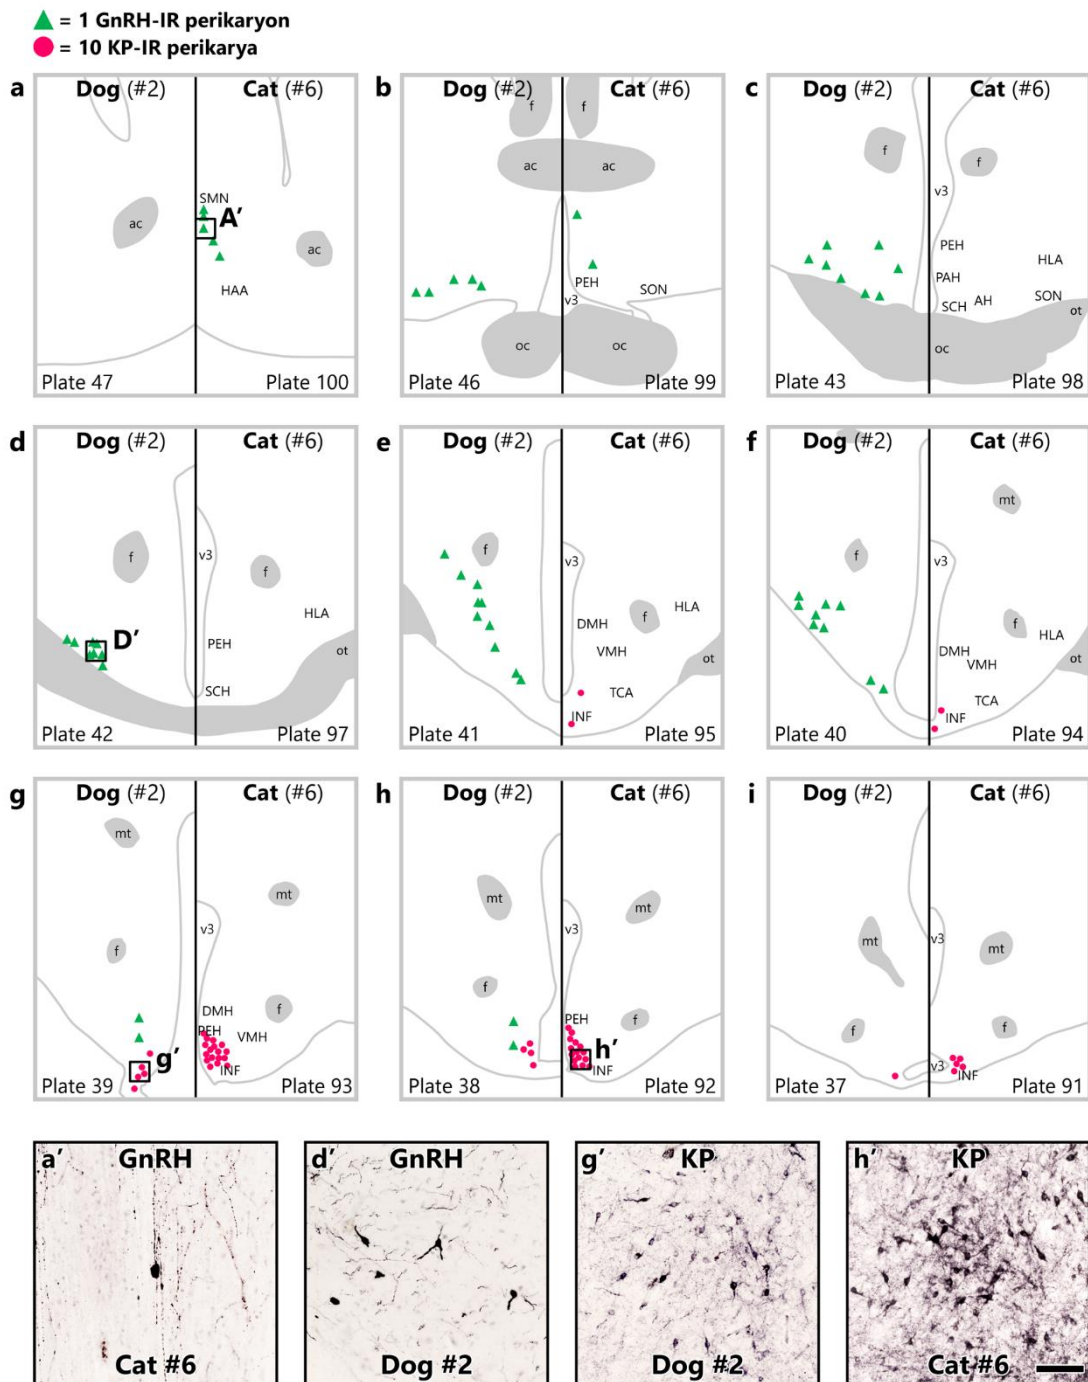 = 1 GnRH-IR perikaryon
= 10 KP-IR perikarya
a Dog (#2) Cat (#6)
SMN
A′
ac ac
HAA
Plate 47 Plate 100
b Dog (#2) Cat (#6)
f f
ac ac
PEH SON
v3
oc oc
Plate 46 Plate 99
c Dog (#2) Cat (#6)
f f
v3
PEH
HLA
PAH
SCH AH SON
ot
oc
Plate 43 Plate 98
d Dog (#2) Cat (#6)
f v3 f
HLA
D′ PEH ot
SCH
Plate 42 Plate 97
e Dog (#2) Cat (#6)
f v3
HLA
DMH f
VMH ot
TCA
INF
Plate 41 Plate 95
f Dog (#2) Cat (#6)
mt
f v3
f
HLA
DMH
VMH
TCA
INF
Plate 40 Plate 94
g Dog (#2) Cat (#6)
mt
mt
v3
f
DMH f
PEH VMH
g′ INF
Plate 39 Plate 93
h Dog (#2) Cat (#6)
mt mt
v3
f
PEH f
h′
INF
Plate 38 Plate 92
i Dog (#2) Cat (#6)
mt v3 mt
f f
v3 INF
Plate 37 Plate 91
a′ GnRH
Cat #6
d′ GnRH
Dog #2
g′ KP
Dog #2
h′ KP
Cat #6